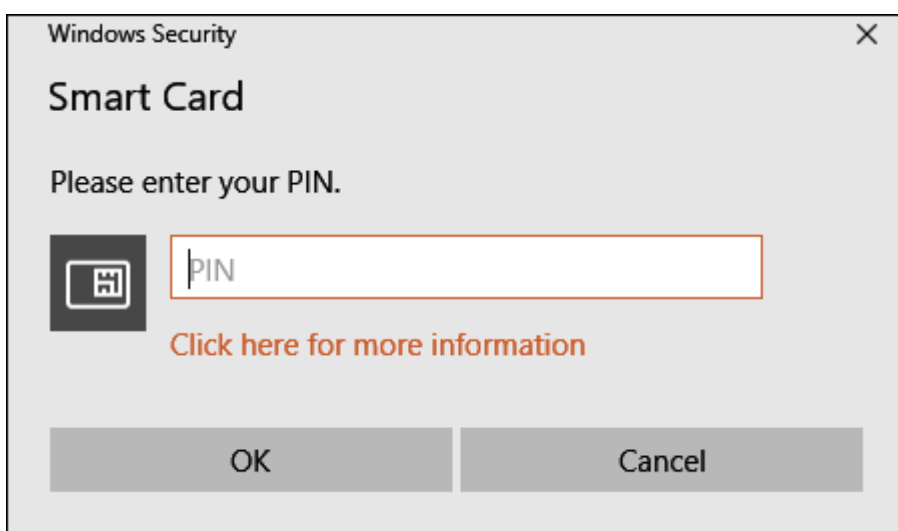 Windows Security
Smart Card
Please enter your PIN.
PIN
Click here for more information
OK
Cancel